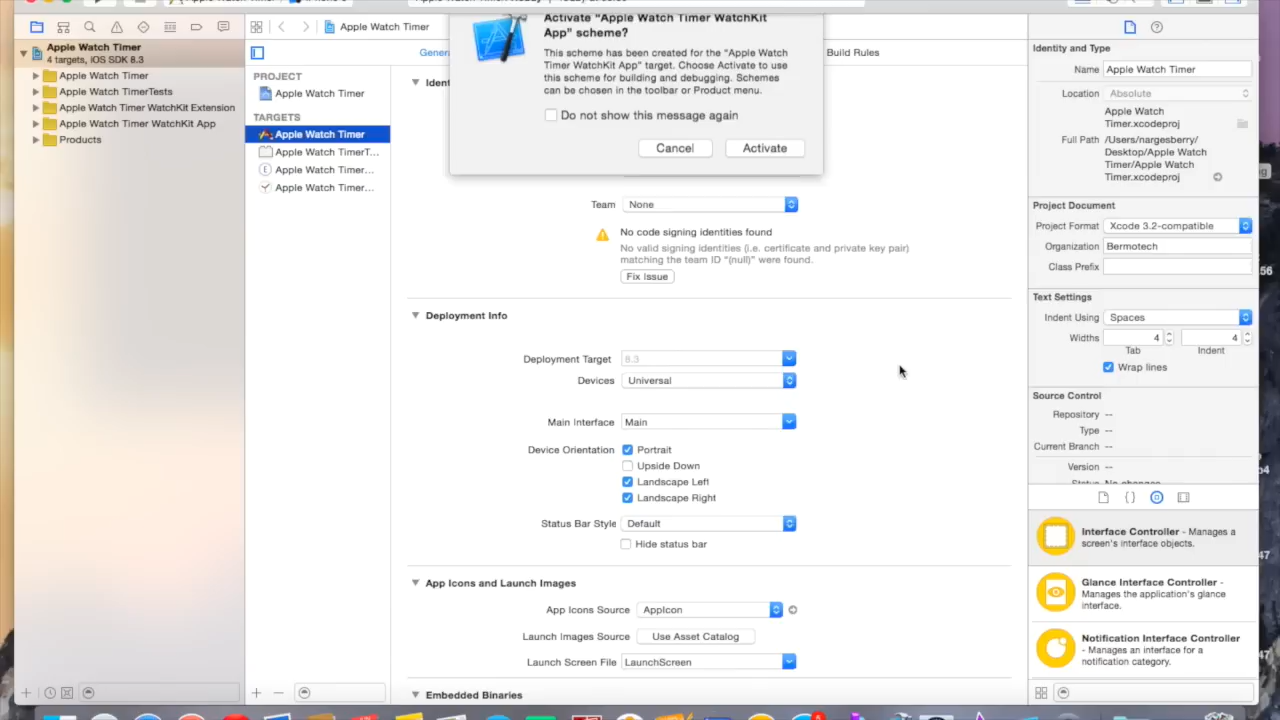 Apple Watch Timer
Activate “Apple Watch Timer WatchKit
App” scheme?
This scheme has been created for the “Apple Watch
Timer WatchKit App” target. Choose Activate to use
this scheme for building and debugging. Schemes
can be chosen in the toolbar or Product menu.
Do not show this message again
Cancel
Activate
Apple Watch Timer
4 targets, iOS SDK 8.3
Apple Watch Timer
Apple Watch TimerTests
Apple Watch Timer WatchKit Extension
Apple Watch Timer WatchKit App
Products
PROJECT
Apple Watch Timer
TARGETS
Apple Watch Timer
Apple Watch TimerT...
Apple Watch Timer...
Apple Watch Timer...
Build Rules
Team None
No code signing identities found
No valid signing identities (i.e. certificate and private key pair)
matching the team ID “(null)” were found.
Fix Issue
Deployment Info
Deployment Target 8.3
Devices Universal
Main Interface Main
Device Orientation Portrait
Upside Down
Landscape Left
Landscape Right
Status Bar Style Default
Hide status bar
App Icons and Launch Images
App Icons Source AppIcon
Launch Images Source Use Asset Catalog
Launch Screen File LaunchScreen
Embedded Binaries
Identity and Type
Name Apple Watch Timer
Location Absolute
Apple Watch
Timer.xcodeproj
Full Path /Users/nargesberry/
Desktop/Apple Watch
Timer/Apple Watch
Timer.xcodeproj
Project Document
Project Format Xcode 3.2-compatible
Organization Bermotech
Class Prefix
Text Settings
Indent Using Spaces
Widths 4 4
Tab Indent
Wrap lines
Source Control
Repository --
Type --
Current Branch --
Version --
Status No changes
{ }
Interface Controller - Manages a
screen's interface objects.
Glance Interface Controller -
Manages the application's glance
interface.
Notification Interface Controller
- Manages an interface for a
notification category.